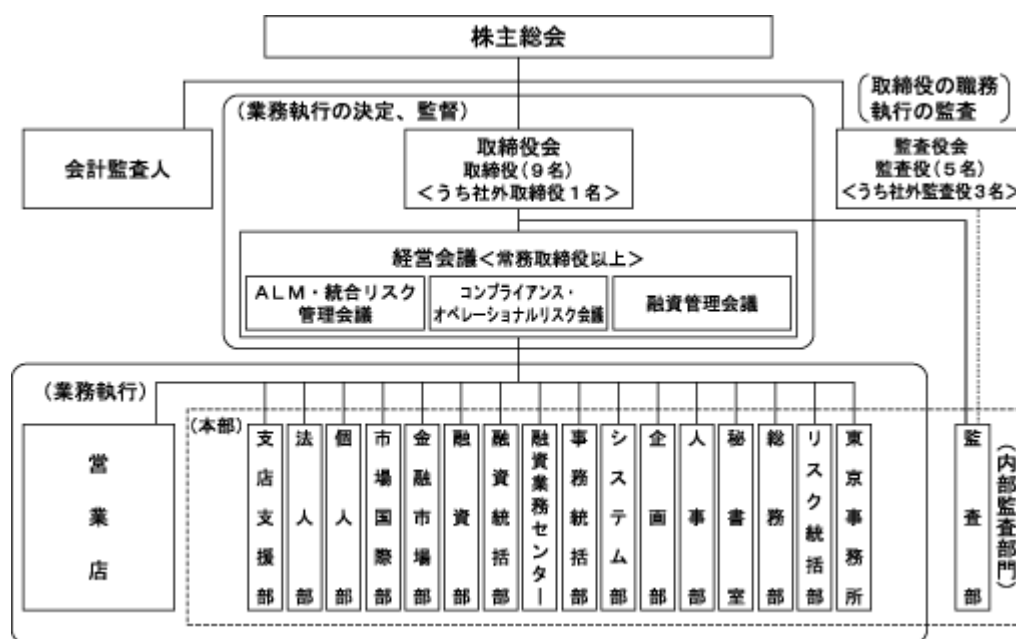 株主総会
（業務執行の決定、監督）
（取締役の職務
執行の監査）
会計監査人
取締役会
取締役（９名）
＜うち社外取締役１名＞
監査役会
監査役（５名）
＜うち社外監査役３名＞
経営会議＜常務取締役以上＞
ＡＬＭ・統合リスク
管理会議
コンプライアンス・
オペレーショナルリスク会議
融資管理会議
（業務執行）
（本部）
営業店
支店支援部
法人部
個人部
市場国際部
金融市場部
融資部
融資統括部
融資業務センター
事務統括部
システム部
企画部
人事部
秘書室
総務部
リスク統括部
東京事務所
監査部
（内部監査部門）